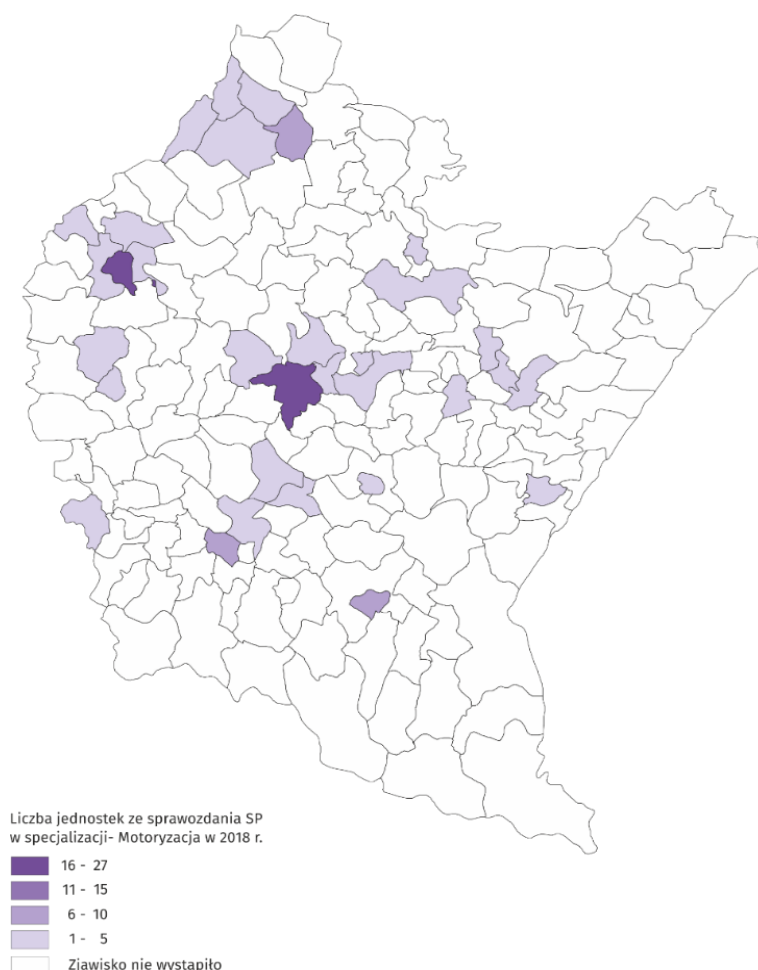 Liczba jednostek ze sprawozdania SP
w specjalizacji- Motoryzacja w 2018 r.
16 - 27
11 - 15
6 - 10
1 - 5
Zjawisko nie wystąpiło